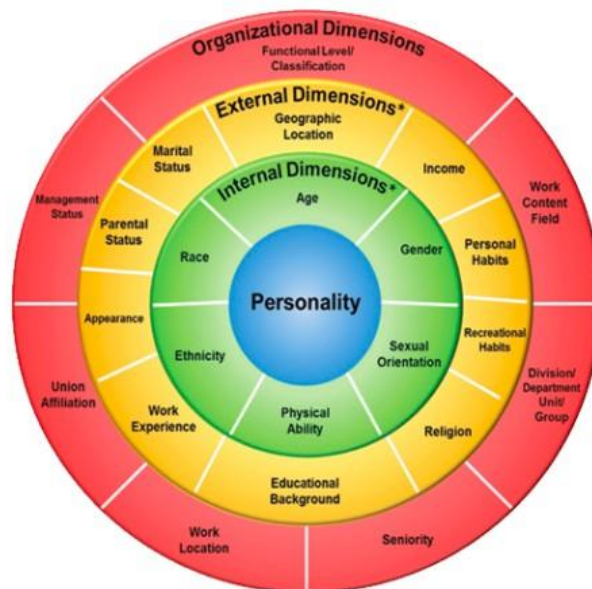 Organizational Dimensions
Functional Level/
Classification
External Dimensions*
Geographic
Location
Marital
Status
Income
Internal Dimensions*
Age
Management
Status
Work
Content
Field
Parental
Status
Personal
Habits
Race
Gender
Personality
Appearance
Recreational
Habits
Ethnicity
Sexual
Orientation
Union
Affiliation
Division/
Department
Unit/
Group
Work
Experience
Physical
Ability
Religion
Educational
Background
Work
Location
Seniority